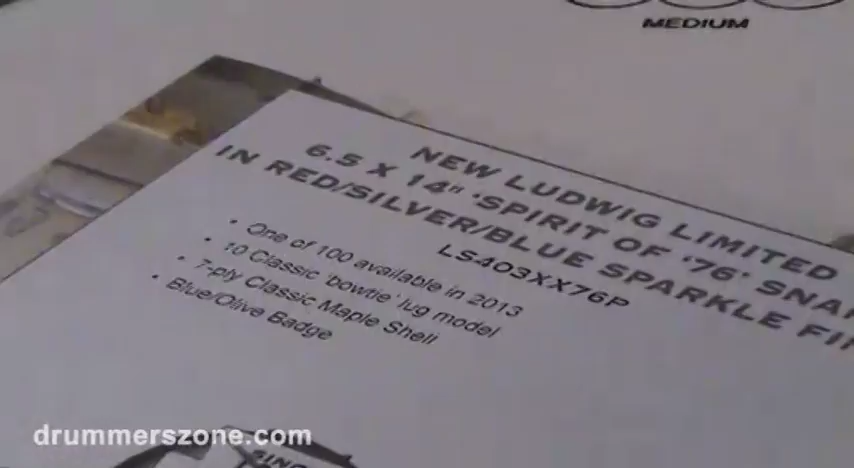 MEDIUM
NEW LUDWIG LIMITED
6.5 X 14" 'SPIRIT OF '76' SNA
IN RED/SILVER/BLUE SPARKLE FI
LS403XX76P
• One of 100 available in 2013
• 10 Classic 'bowtie' lug model
• 7-ply Classic Maple Shell
• Blue/Olive Badge
drummerszone.com
SINC